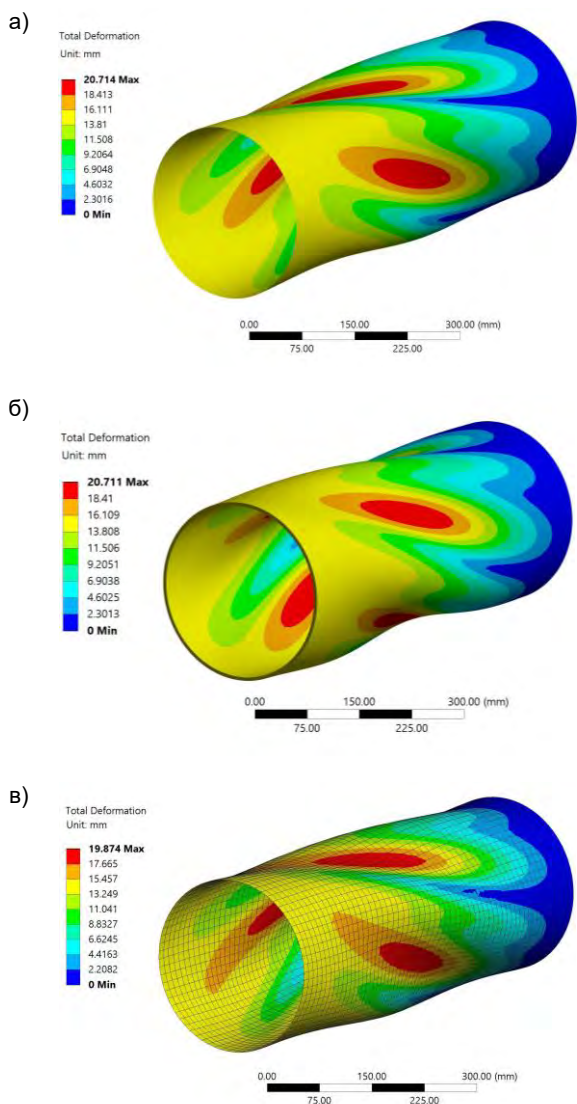 а)
Total Deformation
Unit: mm
20.714 Max
18.413
16.111
13.81
11.508
9.2064
6.9048
4.6032
2.3016
0 Min
0.00 150.00 300.00 (mm)
75.00 225.00
б)
Total Deformation
Unit: mm
20.711 Max
18.41
16.109
13.808
11.506
9.2051
6.9038
4.6025
2.3013
0 Min
0.00 150.00 300.00 (mm)
75.00 225.00
в)
Total Deformation
Unit: mm
19.874 Max
17.665
15.457
13.249
11.041
8.8327
6.6245
4.4163
2.2082
0 Min
0.00 150.00 300.00 (mm)
75.00 225.00